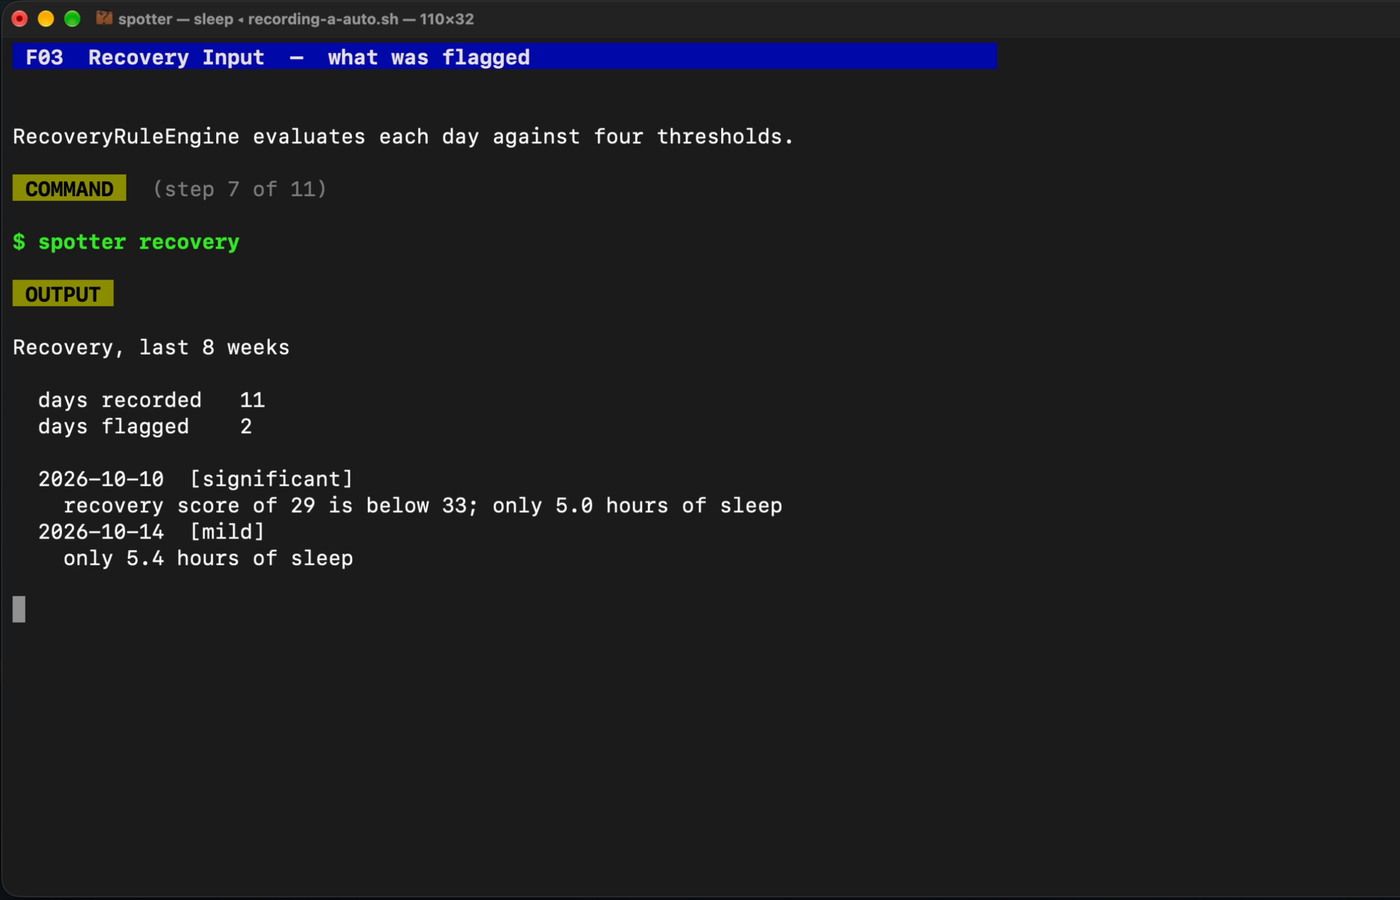 spotter — sleep ◂ recording-a-auto.sh — 110×32
F03  Recovery Input  —  what was flagged
RecoveryRuleEngine evaluates each day against four thresholds.
COMMAND  (step 7 of 11)
$ spotter recovery
OUTPUT
Recovery, last 8 weeks
days recorded   11
days flagged    2
2026-10-10  [significant]
recovery score of 29 is below 33; only 5.0 hours of sleep
2026-10-14  [mild]
only 5.4 hours of sleep